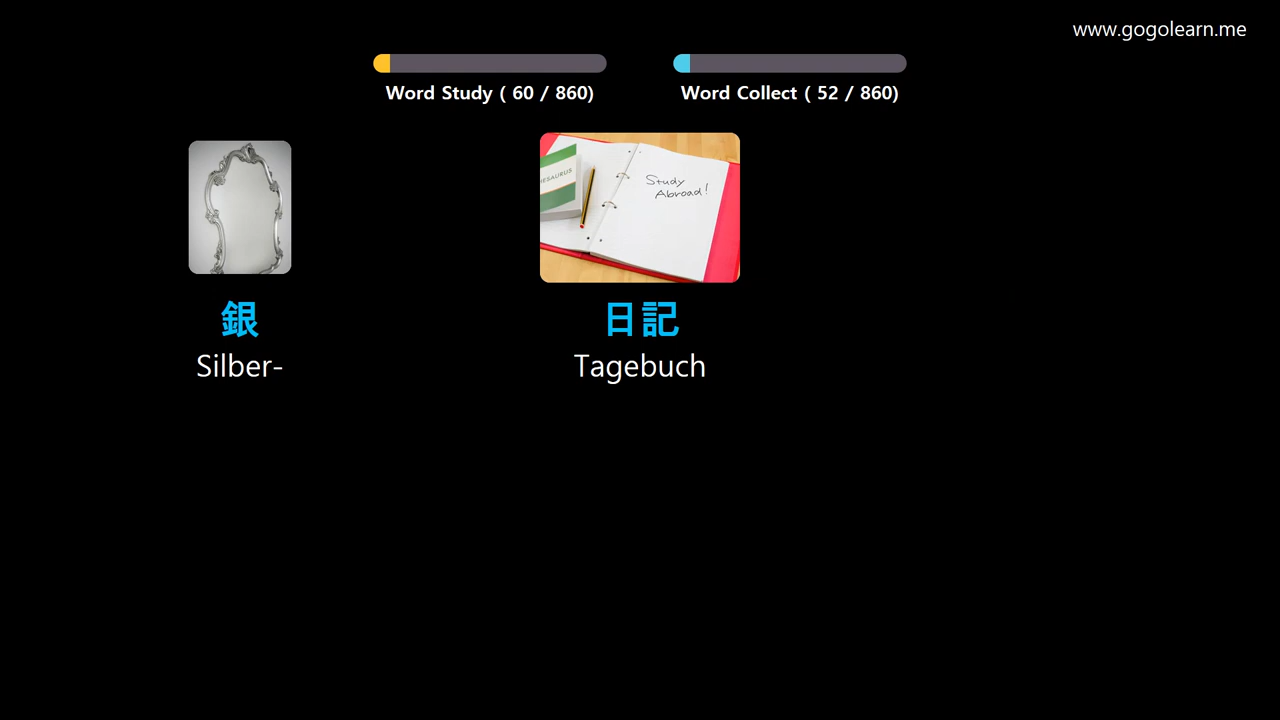 www.gogolearn.me
Word Study ( 60 / 860)
Word Collect ( 52 / 860)
THESAURUS
Study
Abroad!
銀
Silber-
日記
Tagebuch